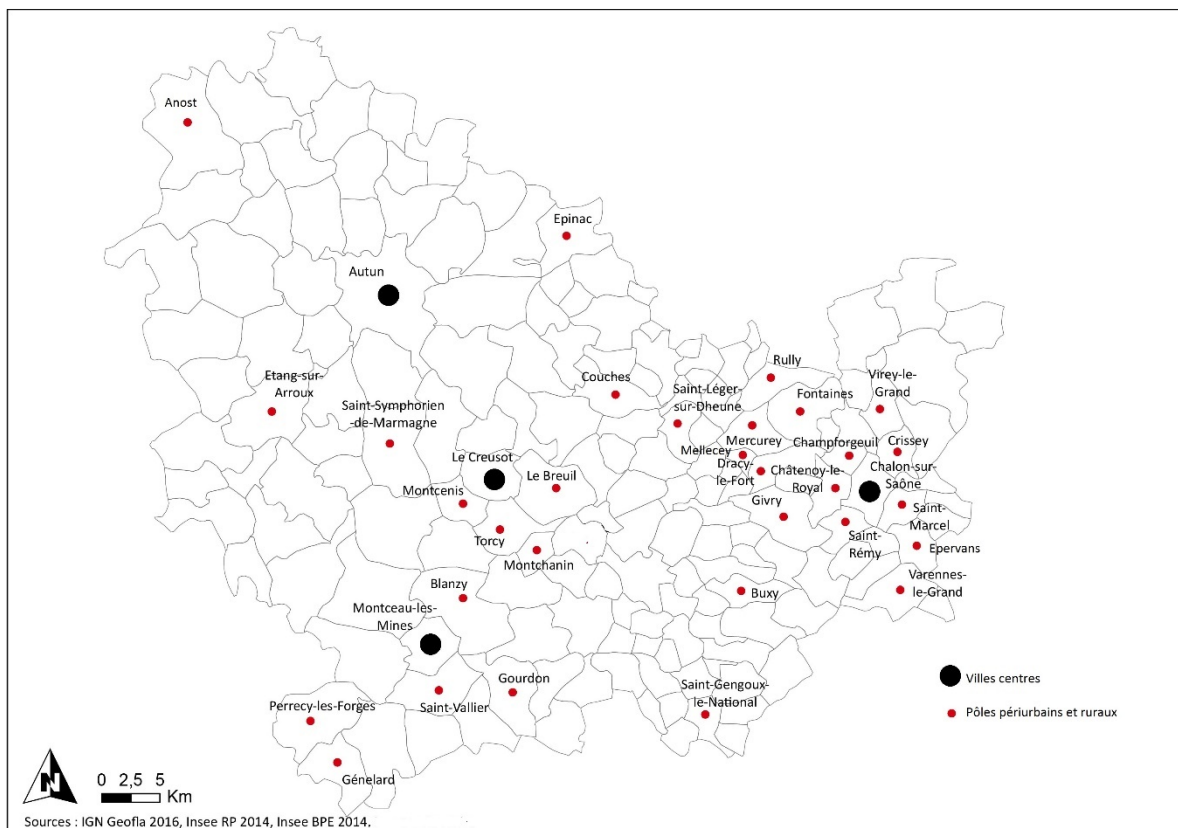 Anost
Epinac
Autun
Etang-sur-
Arroux
Saint-Symphorien
-de-Marmagne
Couches
Saint-Léger-
sur-Dheune
Rully
Fontaines
Virey-le-
Grand
Mercurey
Mellecey
Dracy-
le-Fort
Champforgeuil
Crissey
Châtenoy-le-
Royal
Chalon-sur-
Saône
Le Creusot
Le Breuil
Montcenis
Torcy
Montchanin
Givry
Saint-
Rémy
Saint-
Marcel
Epervans
Varennes-
le-Grand
Buxy
Blanzy
Montceau-les-
Mines
Saint-Vallier
Gourdon
Saint-Gengoux-
le-National
Perrecy-les-Forges
Génelard
Villes centres
Pôles périurbains et ruraux
N
0 2,5 5
Km
Sources : IGN Geofla 2016, Insee RP 2014, Insee BPE 2014.